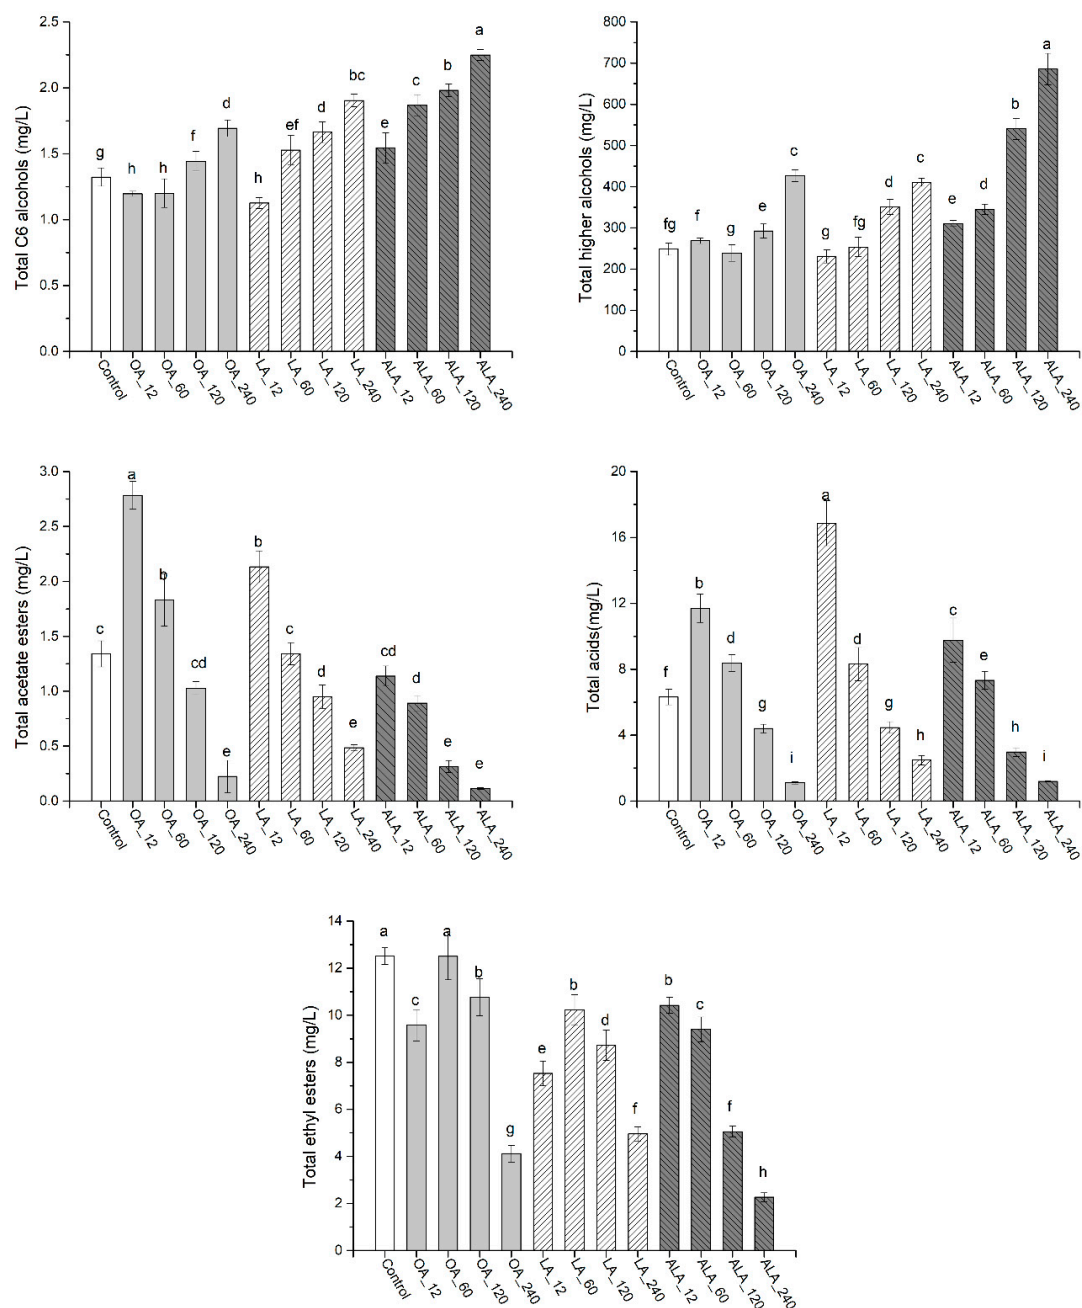 Total C6 alcohols (mg/L)
2.5
2.0
1.5
1.0
0.5
0.0
g
h
h
f
d
h
ef
d
bc
e
c
b
a
Control
OA_12
OA_60
OA_120
OA_240
LA_12
LA_60
LA_120
LA_240
ALA_12
ALA_60
ALA_120
ALA_240
Total higher alcohols (mg/L)
800
700
600
500
400
300
200
100
0
fg
f
g
e
c
g
fg
d
c
e
d
b
a
Control
OA_12
OA_60
OA_120
OA_240
LA_12
LA_60
LA_120
LA_240
ALA_12
ALA_60
ALA_120
ALA_240
Total acetate esters (mg/L)
3.0
2.5
2.0
1.5
1.0
0.5
0.0
c
a
b
cd
e
b
c
d
e
cd
d
e
e
Control
OA_12
OA_60
OA_120
OA_240
LA_12
LA_60
LA_120
LA_240
ALA_12
ALA_60
ALA_120
ALA_240
Total acids(mg/L)
20
16
12
8
4
0
f
b
d
g
i
a
d
g
h
c
e
h
i
Control
OA_12
OA_60
OA_120
OA_240
LA_12
LA_60
LA_120
LA_240
ALA_12
ALA_60
ALA_120
ALA_240
Total ethyl esters (mg/L)
14
12
10
8
6
4
2
0
a
c
a
b
g
e
b
d
f
b
c
f
h
Control
OA_12
OA_60
OA_120
OA_240
LA_12
LA_60
LA_120
LA_240
ALA_12
ALA_60
ALA_120
ALA_240